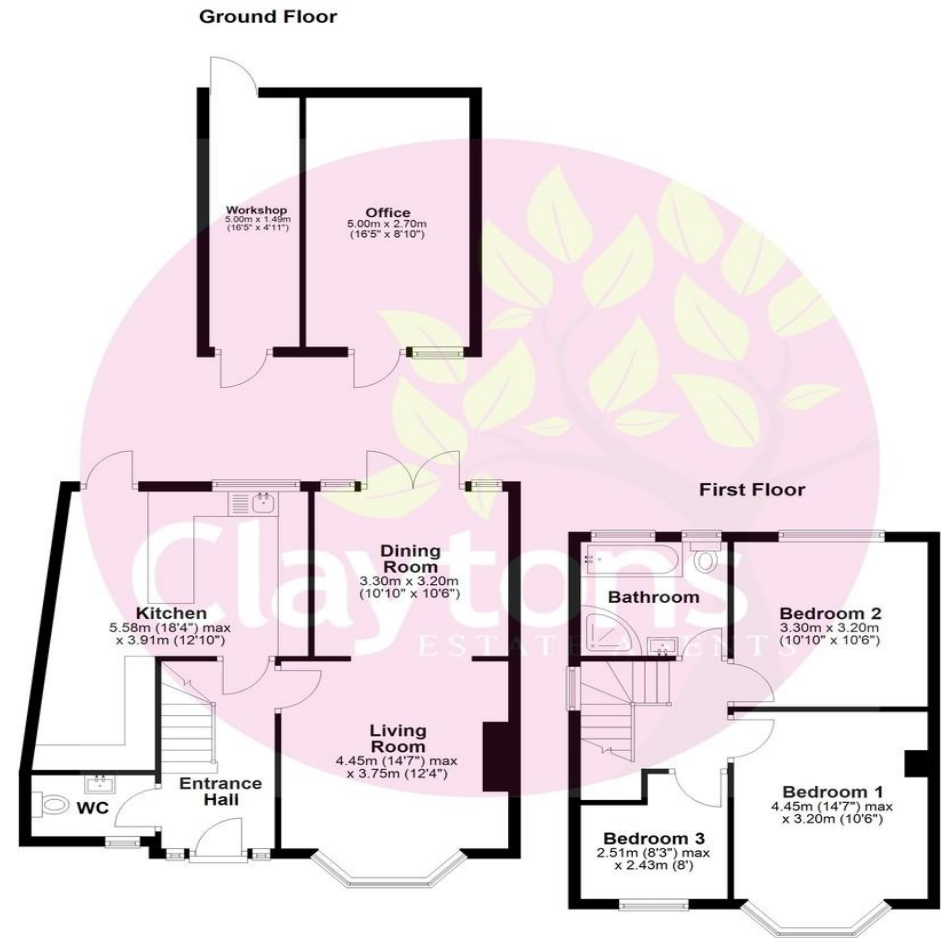 Ground Floor
Workshop
5.00m x 1.49m
(16'5" x 4'11")
Office
5.00m x 2.70m
(16'5" x 8'10")
First Floor
Claytons
ESTATE AGENTS
Dining
Room
3.30m x 3.20m
(10'10" x 10'6")
Kitchen
5.58m (18'4") max
x 3.91m (12'10")
Living
Room
4.45m (14'7") max
x 3.75m (12'4")
Entrance
Hall
WC
Bathroom
Bedroom 2
3.30m x 3.20m
(10'10" x 10'6")
Bedroom 1
4.45m (14'7") max
x 3.20m (10'6")
Bedroom 3
2.51m (8'3") max
x 2.43m (8')